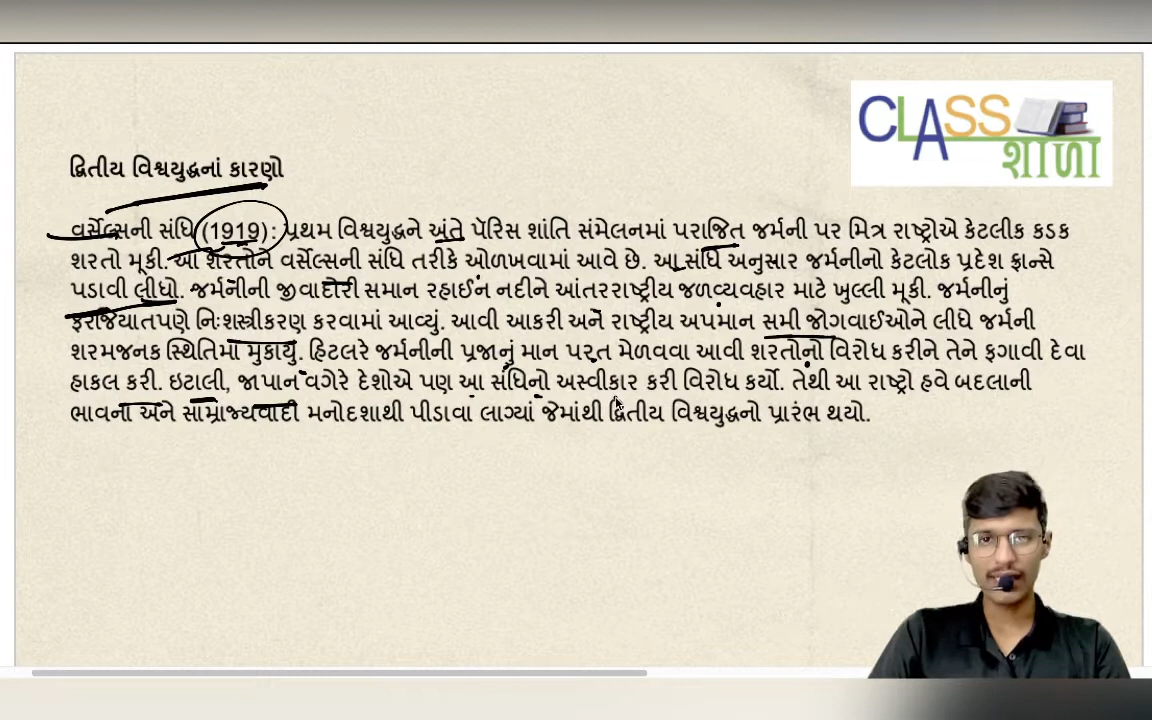 CLASS
શાળા
દ્વિતીય વિશ્વયુદ્ધનાં કારણો
વર્સેલ્સની સંધિ (1919): પ્રથમ વિશ્વયુદ્ધને અંતે પૅરિસ શાંતિ સંમેલનમાં પરાજિત જર્મની પર મિત્ર રાષ્ટ્રોએ કેટલીક કડક
શરતો મૂકી. આ શરતોને વર્સેલ્સની સંધિ તરીકે ઓળખવામાં આવે છે. આ સંધિ અનુસાર જર્મનીનો કેટલોક પ્રદેશ ફ્રાન્સે
પડાવી લીધો. જર્મનીની જીવાદોરી સમાન રહાઈન નદીને આંતરરાષ્ટ્રીય જળવ્યવહાર માટે ખુલ્લી મૂકી. જર્મનીનું
ફરજિયાતપણે નિઃશસ્ત્રીકરણ કરવામાં આવ્યું. આવી આકરી અને રાષ્ટ્રીય અપમાન સમી જોગવાઈઓને લીધે જર્મની
શરમજનક સ્થિતિમાં મુકાયું. હિટલરે જર્મનીની પ્રજાનું માન પરત મેળવવા આવી શરતોનો વિરોધ કરીને તેને ફગાવી દેવા
હાકલ કરી. ઇટાલી, જાપાન વગેરે દેશોએ પણ આ સંધિનો અસ્વીકાર કરી વિરોધ કર્યો. તેથી આ રાષ્ટ્રો હવે બદલાની
ભાવના અને સામ્રાજ્યવાદી મનોદશાથી પીડાવા લાગ્યાં જેમાંથી દ્વિતીય વિશ્વયુદ્ધનો પ્રારંભ થયો.